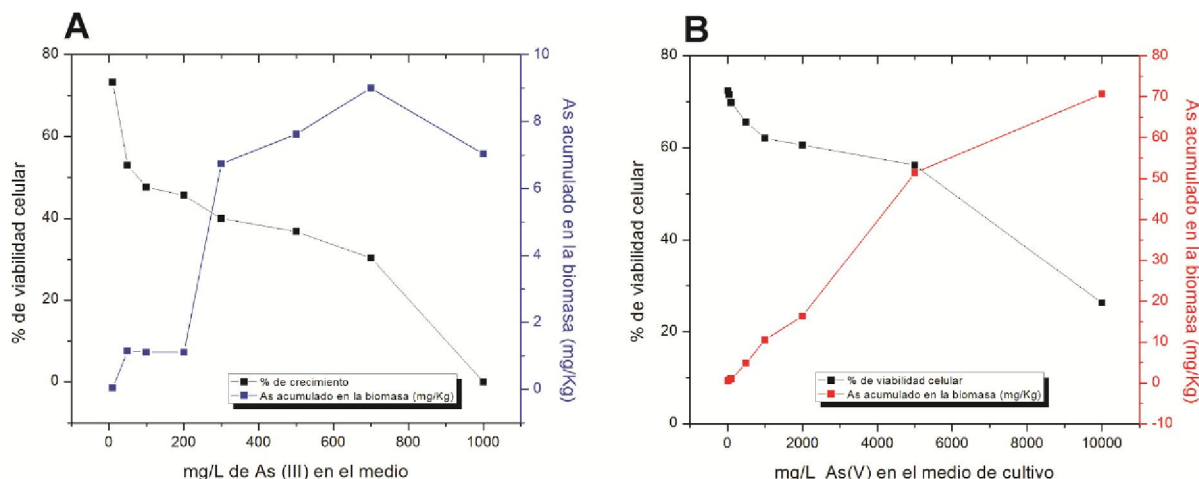 A
80
60
40
20
0
% de viabilidad celular
10
8
6
4
2
0
As acumulado en la biomasa (mg/Kg)
% de crecimiento
As acumulado en la biomasa (mg/Kg)
0 200 400 600 800 1000
mg/L de As (III) en el medio
B
80
60
40
20
0
% de viabilidad celular
80
70
60
50
40
30
20
10
0
-10
As acumulado en la biomasa (mg/Kg)
% de viabilidad celular
As acumulado en la biomasa (mg/Kg)
0 2000 4000 6000 8000 10000
mg/L As(V) en el medio de cultivo